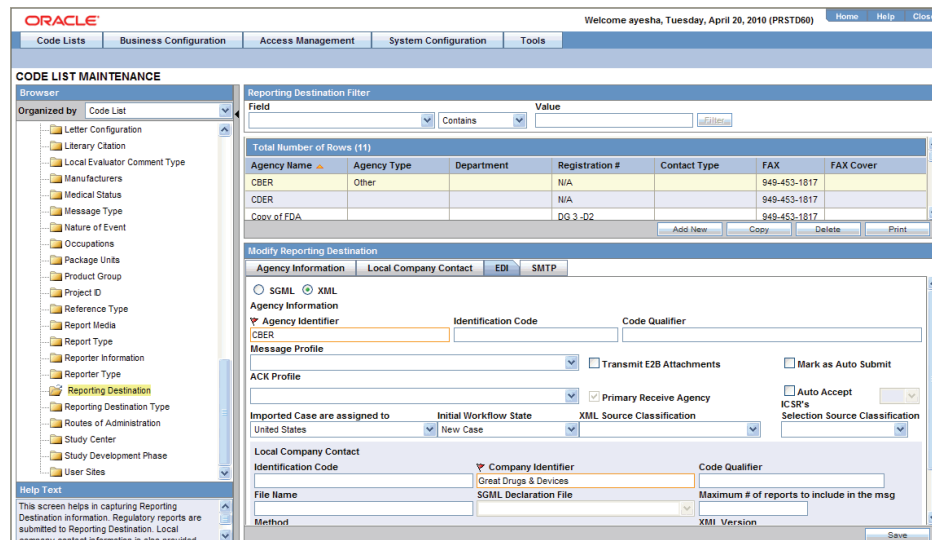 ORACLE
Welcome ayesha, Tuesday, April 20, 2010 (PRSTD60)
Home Help Close
Code Lists Business Configuration Access Management System Configuration Tools
CODE LIST MAINTENANCE
Browser
Organized by Code List
Letter Configuration
Literary Citation
Local Evaluator Comment Type
Manufacturers
Medical Status
Message Type
Nature of Event
Occupations
Package Units
Product Group
Project ID
Reference Type
Report Media
Report Type
Reporter Information
Reporter Type
Reporting Destination
Reporting Destination Type
Routes of Administration
Study Center
Study Development Phase
User Sites
Help Text
This screen helps in capturing Reporting
Destination information. Regulatory reports are
submitted to Reporting Destination. Local
company contact information is also provided
Reporting Destination Filter
Field Value
Contains Filter
Total Number of Rows (11)
Agency Name Agency Type Department Registration # Contact Type FAX FAX Cover
CBER Other N/A 949-453-1817
CDER N/A 949-453-1817
Copy of FDA DG 3 -D2 949-453-1817
Add New Copy Delete Print
Modify Reporting Destination
Agency Information Local Company Contact EDI SMTP
SGML XML
Agency Information
Agency Identifier Identification Code Code Qualifier
CBER
Message Profile
Transmit E2B Attachments Mark as Auto Submit
ACK Profile
Primary Receive Agency Auto Accept
ICSR's
Imported Case are assigned to Initial Workflow State XML Source Classification Selection Source Classification
United States New Case
Local Company Contact
Identification Code Company Identifier Code Qualifier
Great Drugs & Devices
File Name SGML Declaration File Maximum # of reports to include in the msg
Method XML Version
Save